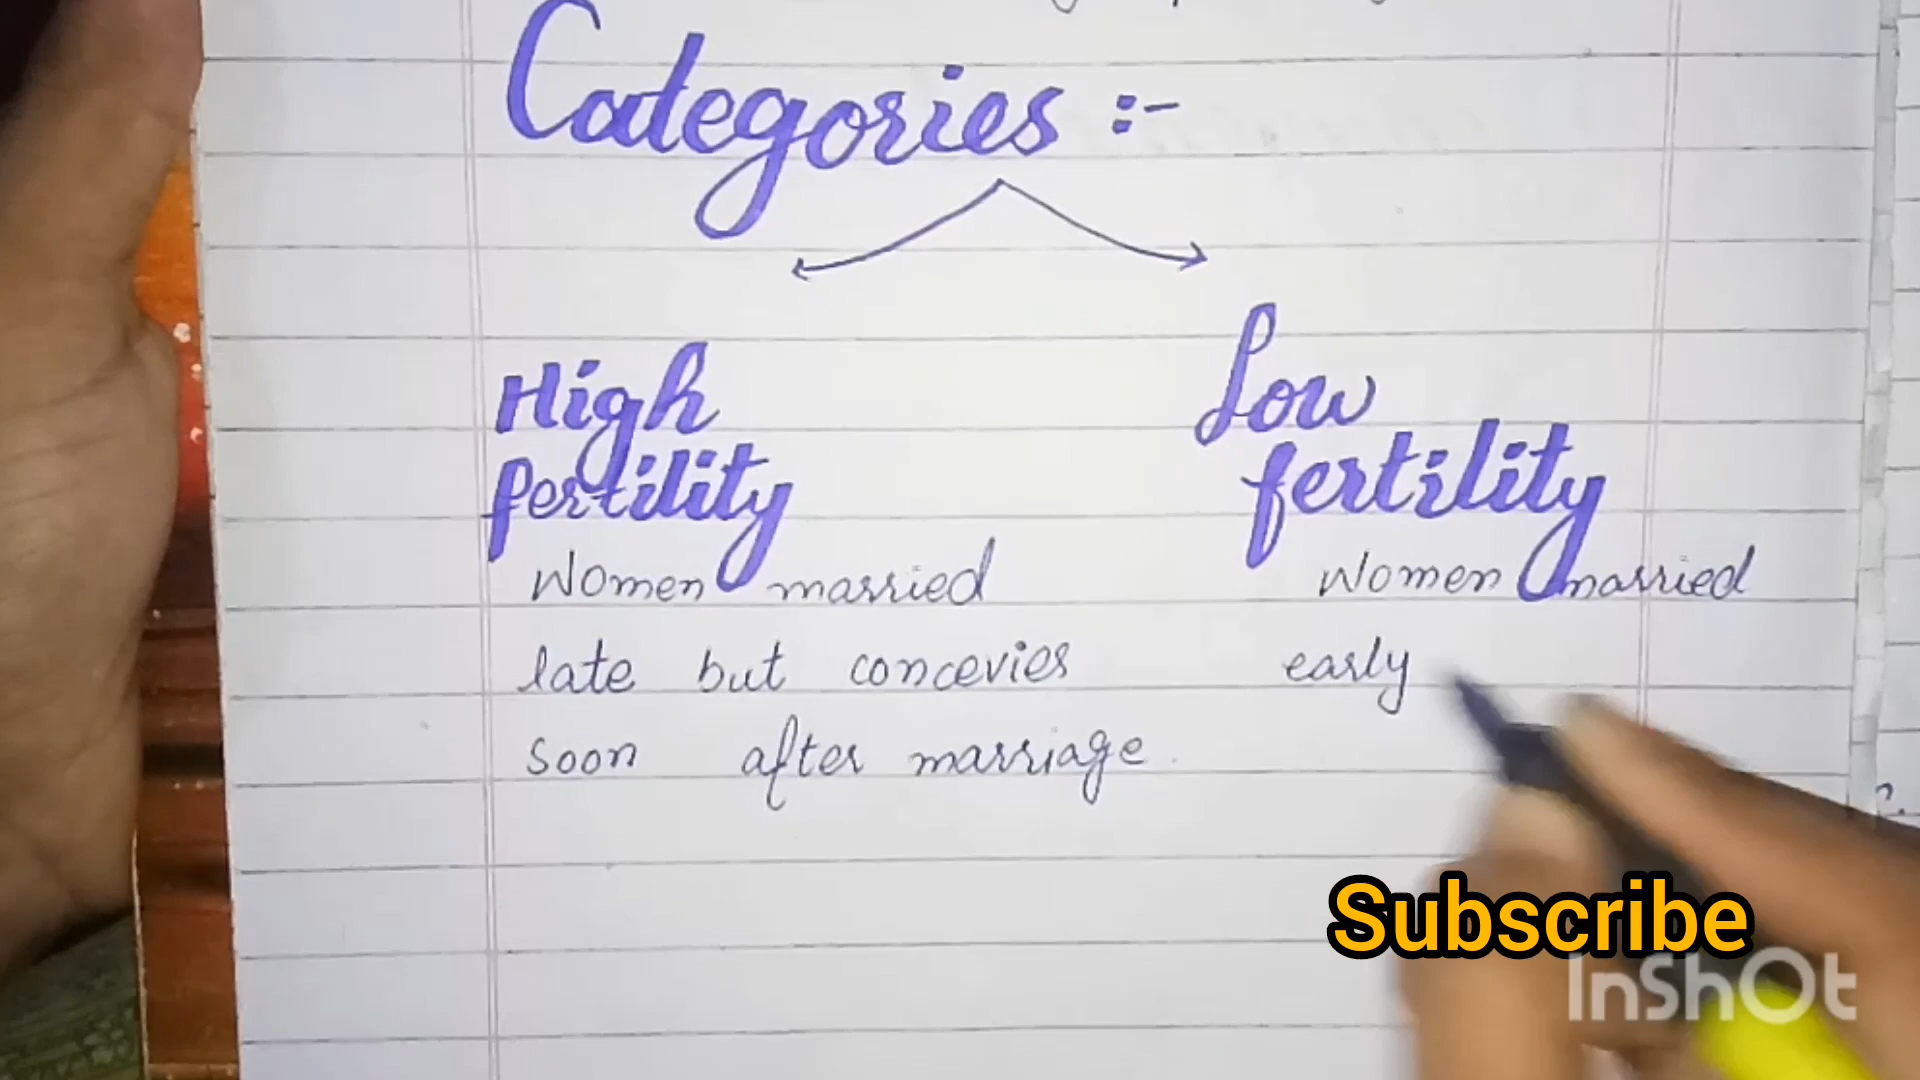 Categories :-
High
fertility
Women married
late but concevies
soon after marriage.
Low
fertility
Women married
early
Subscribe
InShOt